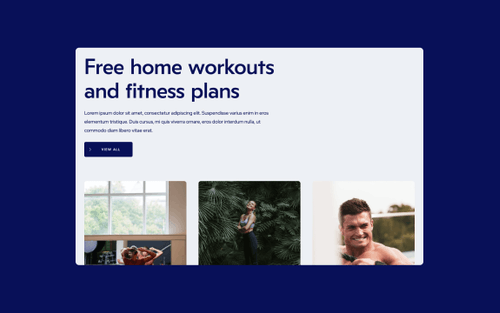 Free home workouts
and fitness plans
Lorem ipsum dolor sit amet, consectetur adipiscing elit. Suspendisse varius enim in eros
elementum tristique. Duis cursus, mi quis viverra ornare, eros dolor interdum nulla, ut
commodo diam libero vitae erat.
VIEW ALL